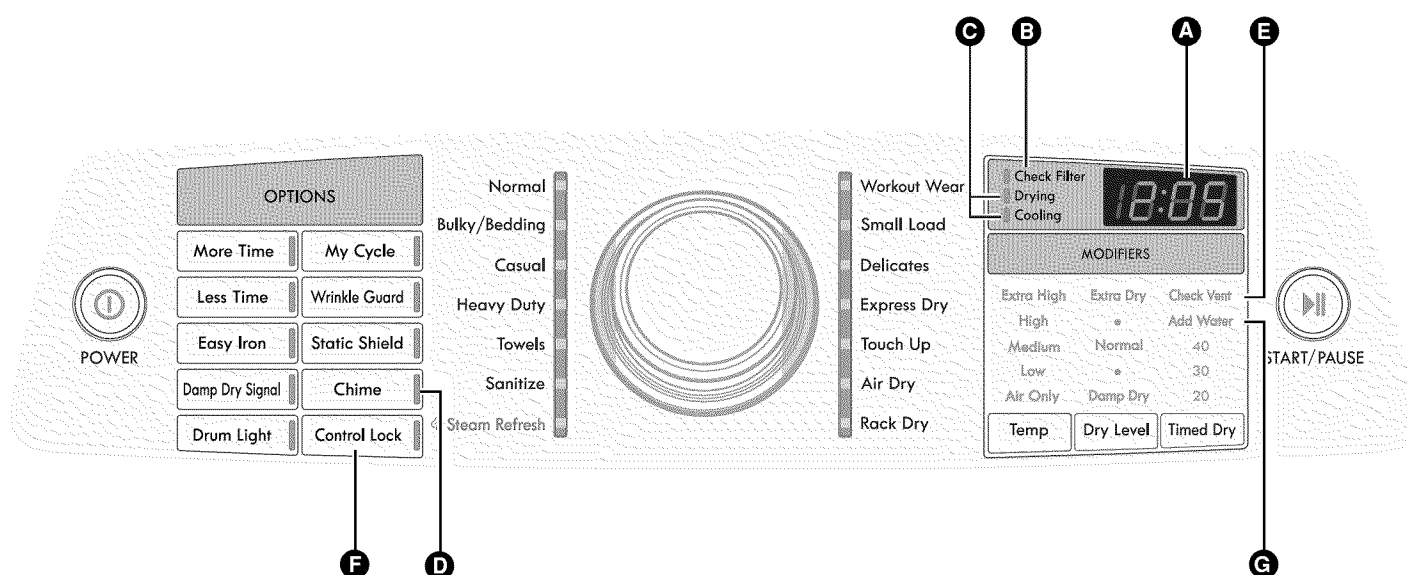 C B A E
POWER
OPTIONS
More Time My Cycle
Less Time Wrinkle Guard
Easy Iron Static Shield
Damp Dry Signal Chime
Drum Light Control Lock
Normal
Bulky/Bedding
Casual
Heavy Duty
Towels
Sanitize
Steam Refresh
Workout Wear
Small Load
Delicates
Express Dry
Touch Up
Air Dry
Rack Dry
Check Filter
Drying
Cooling
18:05
MODIFIERS
Extra High Extra Dry Check Vent
High • Add Water
Medium Normal 40
Low • 30
Air Only Damp Dry 20
Temp Dry Level Timed Dry
START/PAUSE
F D G